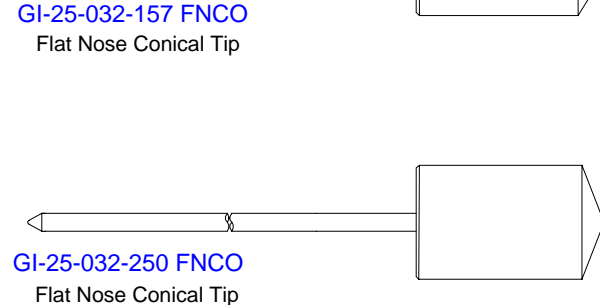 GI-25-032-157 FNCO
Flat Nose Conical Tip
GI-25-032-250 FNCO
Flat Nose Conical Tip